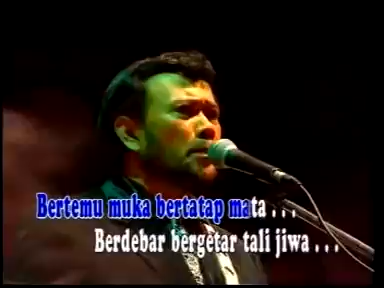 Bertemu muka bertatap mata . . .
Berdebar bergetar tali jiwa . . .